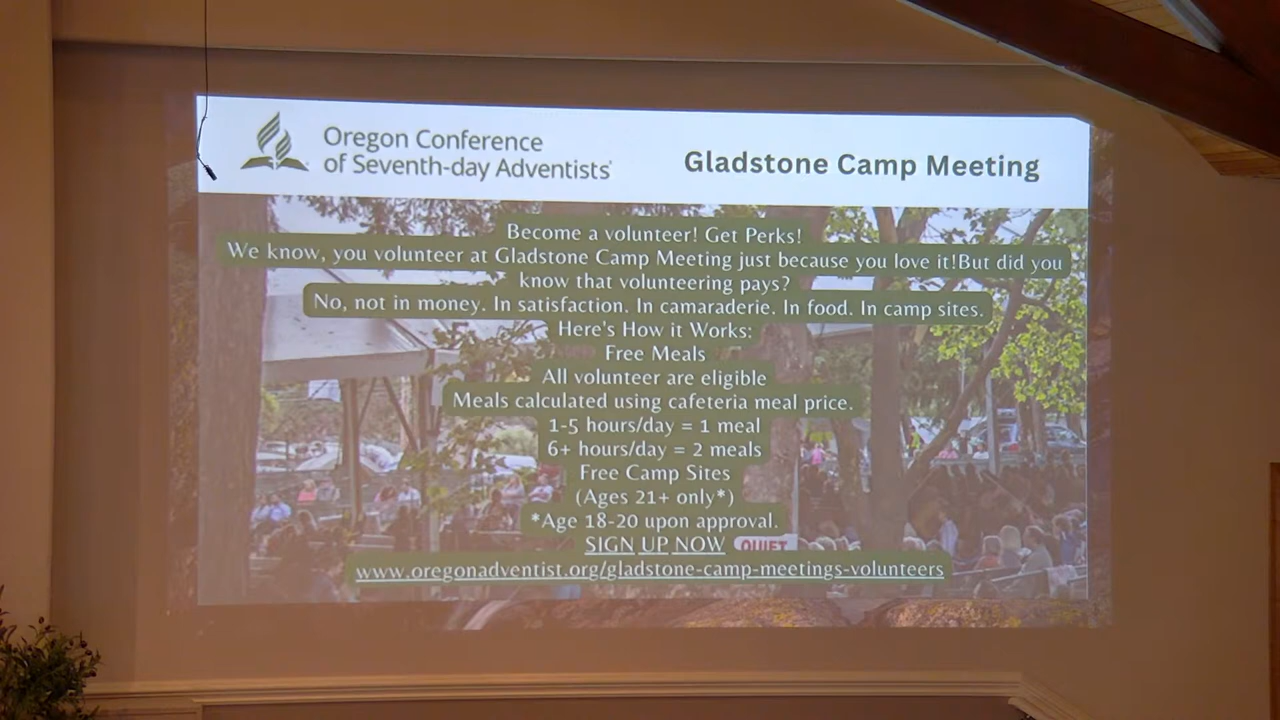 Oregon Conference
of Seventh-day Adventists
Gladstone Camp Meeting
Become a volunteer! Get Perks!
We know, you volunteer at Gladstone Camp Meeting just because you love it!But did you
know that volunteering pays?
No, not in money. In satisfaction. In camaraderie. In food. In camp sites.
Here's How it Works:
Free Meals
All volunteer are eligible
Meals calculated using cafeteria meal price.
1-5 hours/day = 1 meal
6+ hours/day = 2 meals
Free Camp Sites
(Ages 21+ only*)
*Age 18-20 upon approval.
SIGN UP NOW
QUIET
www.oregonadventist.org/gladstone-camp-meetings-volunteers